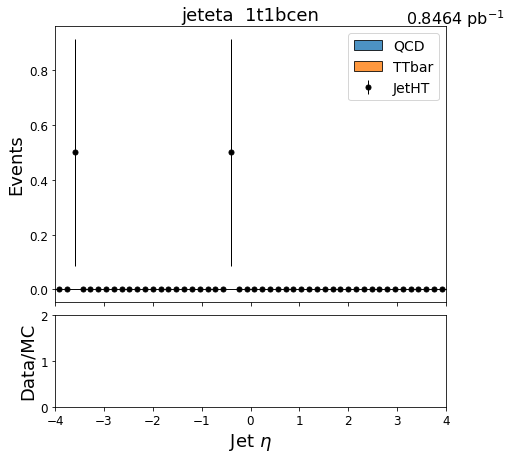 jeteta 1t1bcen
0.8464 pb⁻¹
QCD
TTbar
JetHT
Events
0.8
0.6
0.4
0.2
0.0
Data/MC
2
1
0
−4 −3 −2 −1 0 1 2 3 4
Jet η